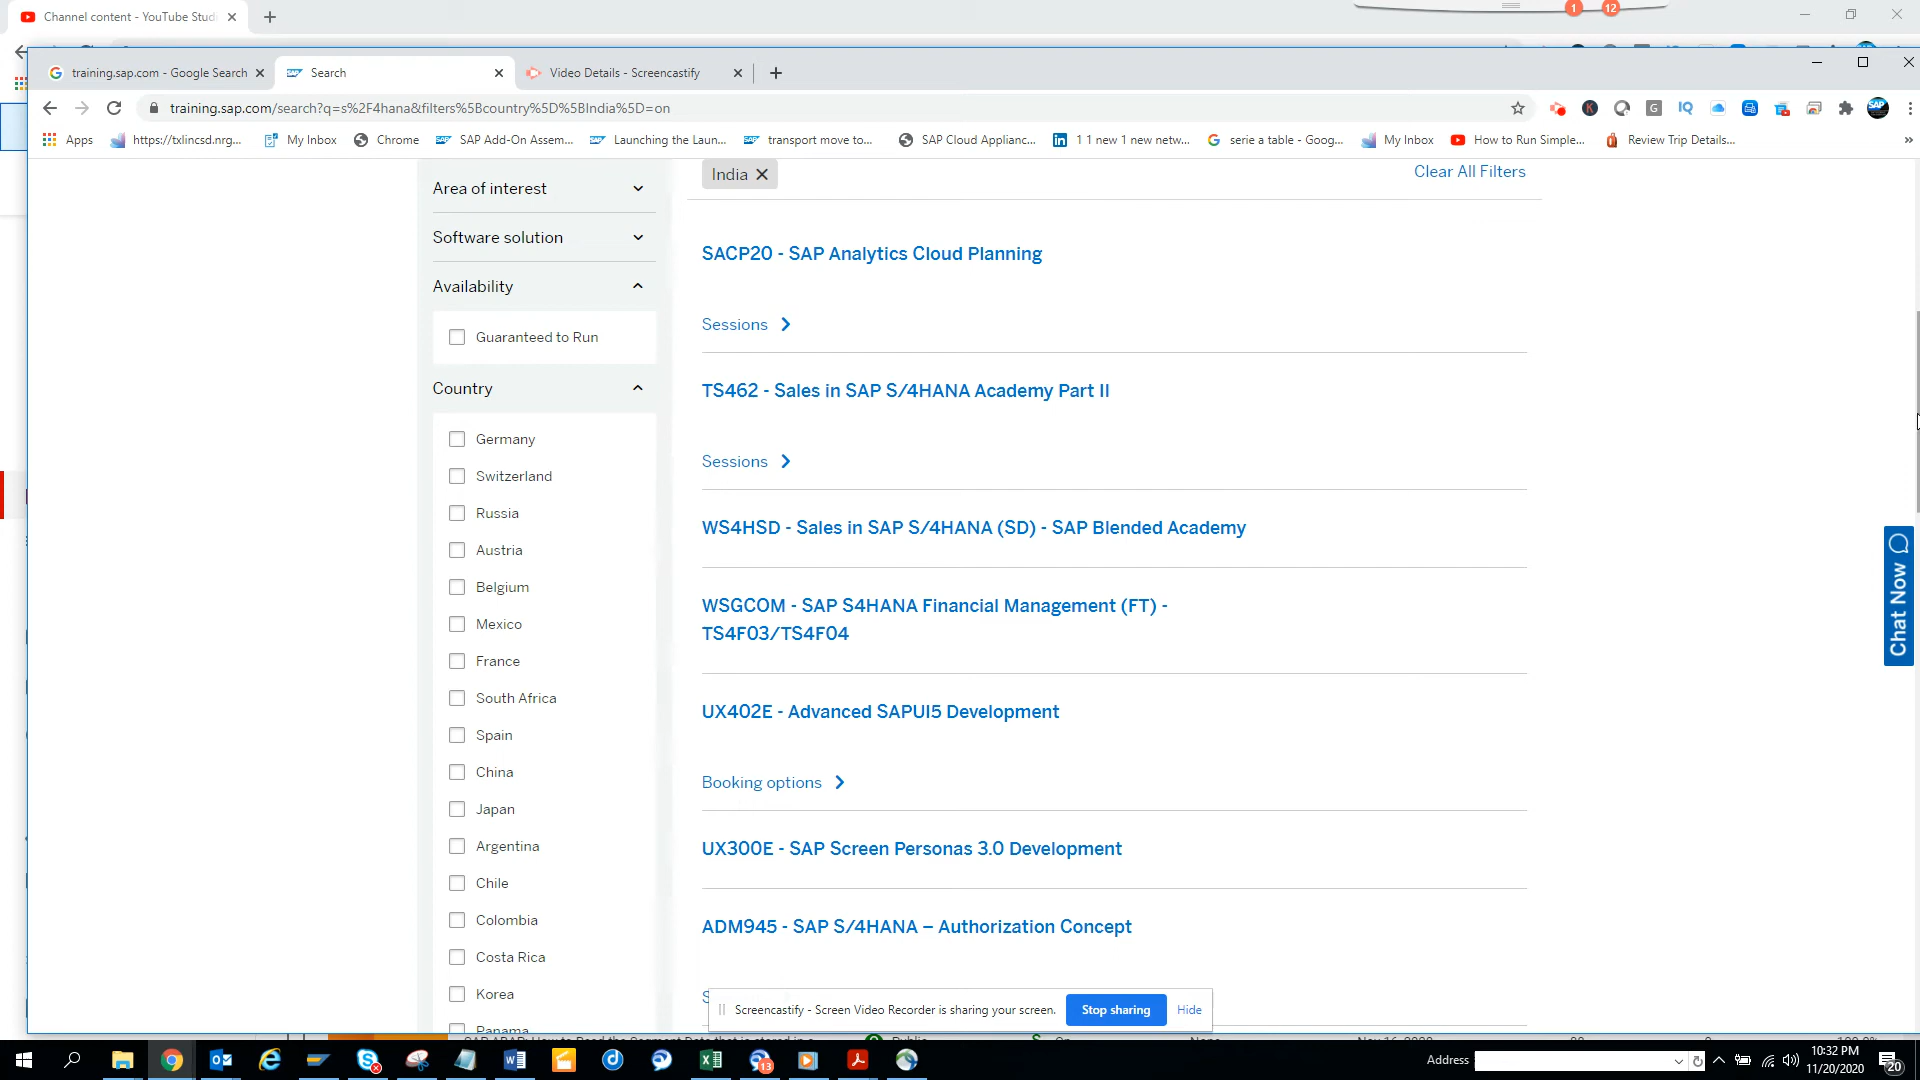 Channel content - YouTube Studi
1
12
training.sap.com - Google Search
Search
Video Details - Screencastify
training.sap.com/search?q=s%2F4hana&filters%5Bcountry%5D%5BIndia%5D=on
Apps
https://txlincsd.nrg...
My Inbox
Chrome
SAP Add-On Assem...
Launching the Laun...
transport move to...
SAP Cloud Applianc...
1 1 new 1 new netw...
serie a table - Goog...
My Inbox
How to Run Simple...
Review Trip Details...
India
Clear All Filters
Area of interest
Software solution
Availability
Guaranteed to Run
Country
Germany
Switzerland
Russia
Austria
Belgium
Mexico
France
South Africa
Spain
China
Japan
Argentina
Chile
Colombia
Costa Rica
Korea
Panama
SACP20 - SAP Analytics Cloud Planning
Sessions
TS462 - Sales in SAP S/4HANA Academy Part II
Sessions
WS4HSD - Sales in SAP S/4HANA (SD) - SAP Blended Academy
WSGCOM - SAP S4HANA Financial Management (FT) -
TS4F03/TS4F04
UX402E - Advanced SAPUI5 Development
Booking options
UX300E - SAP Screen Personas 3.0 Development
ADM945 - SAP S/4HANA – Authorization Concept
Chat Now
Screencastify - Screen Video Recorder is sharing your screen.
Stop sharing
Hide
Address
13
10:32 PM
11/20/2020
20